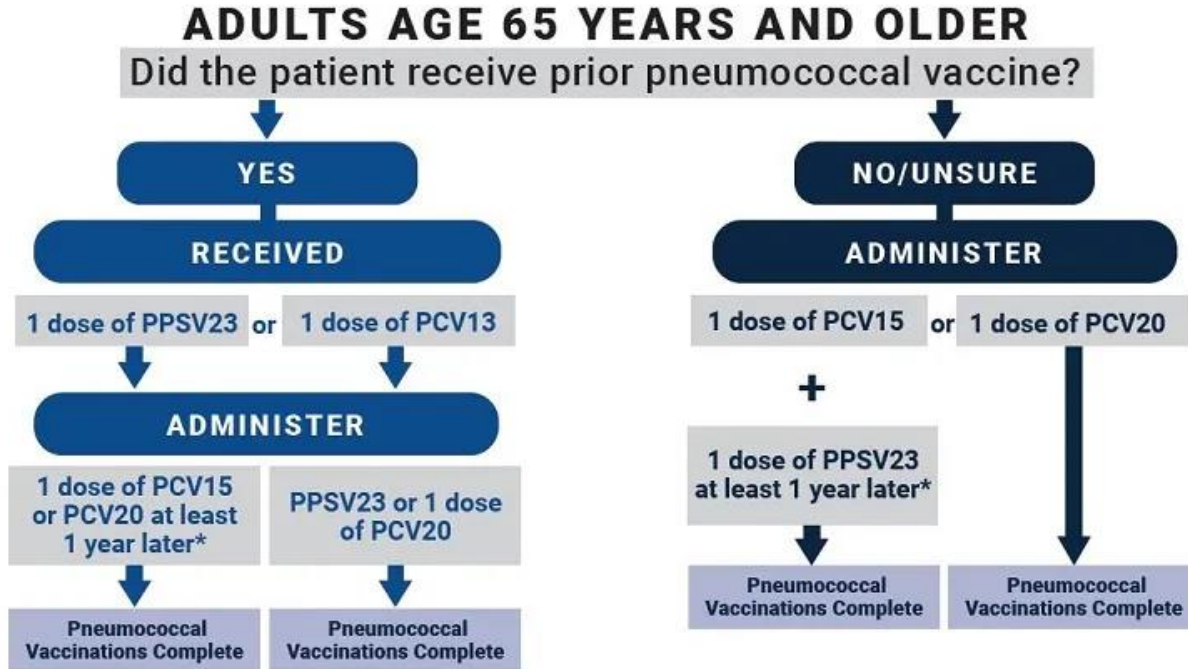 ADULTS AGE 65 YEARS AND OLDER
Did the patient receive prior pneumococcal vaccine?
YES
RECEIVED
1 dose of PPSV23 or 1 dose of PCV13
ADMINISTER
1 dose of PCV15
or PCV20 at least
1 year later*
PPSV23 or 1 dose
of PCV20
Pneumococcal
Vaccinations Complete
Pneumococcal
Vaccinations Complete
NO/UNSURE
ADMINISTER
1 dose of PCV15 or 1 dose of PCV20
+
1 dose of PPSV23
at least 1 year later*
Pneumococcal
Vaccinations Complete
Pneumococcal
Vaccinations Complete